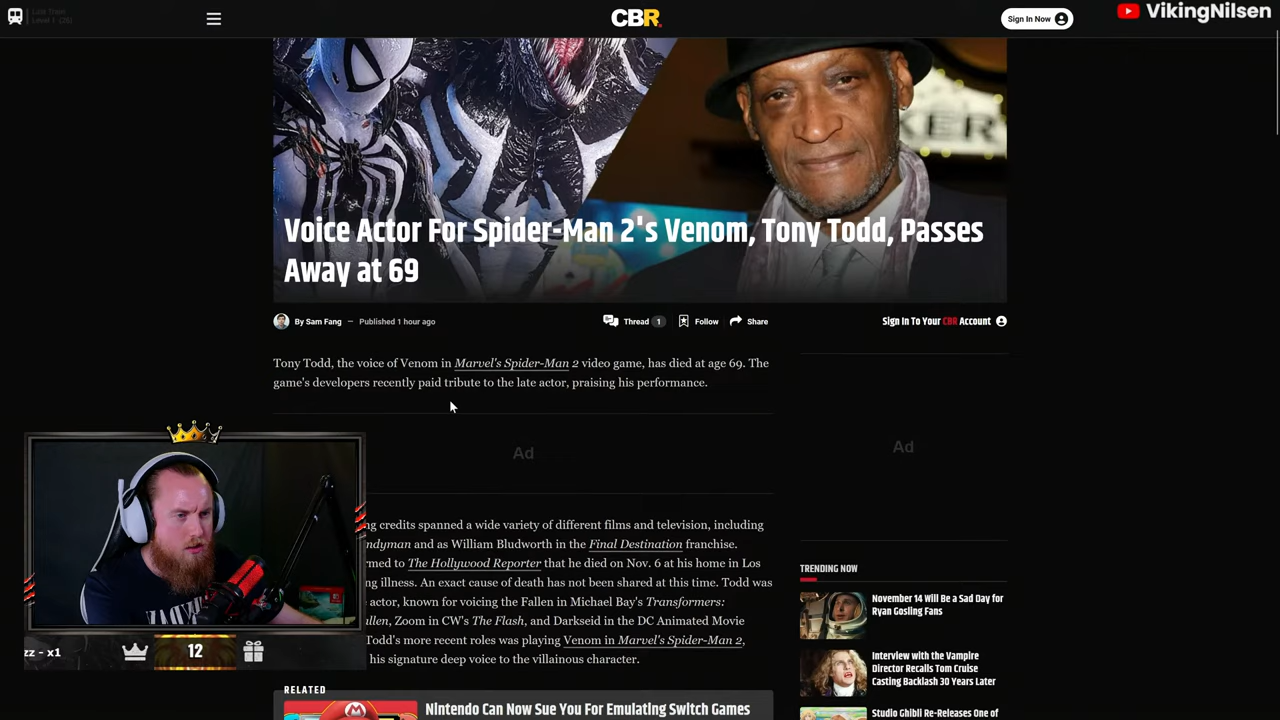 Last Train
Level 1 (26)
CBR
Sign In Now
VikingNilsen
KER
Voice Actor For Spider-Man 2's Venom, Tony Todd, Passes
Away at 69
By Sam Fang — Published 1 hour ago
Thread 1
Follow
Share
Sign In To Your CBR Account
Tony Todd, the voice of Venom in Marvel's Spider-Man 2 video game, has died at age 69. The
game's developers recently paid tribute to the late actor, praising his performance.
Ad
Ad
ng credits spanned a wide variety of different films and television, including
ndyman and as William Bludworth in the Final Destination franchise.
rmed to The Hollywood Reporter that he died on Nov. 6 at his home in Los
ng illness. An exact cause of death has not been shared at this time. Todd was
actor, known for voicing the Fallen in Michael Bay's Transformers:
llen, Zoom in CW's The Flash, and Darkseid in the DC Animated Movie
Todd's more recent roles was playing Venom in Marvel's Spider-Man 2,
his signature deep voice to the villainous character.
zz - x1
12
RELATED
Nintendo Can Now Sue You For Emulating Switch Games
TRENDING NOW
November 14 Will Be a Sad Day for
Ryan Gosling Fans
Interview with the Vampire
Director Recalls Tom Cruise
Casting Backlash 30 Years Later
Studio Ghibli Re-Releases One of